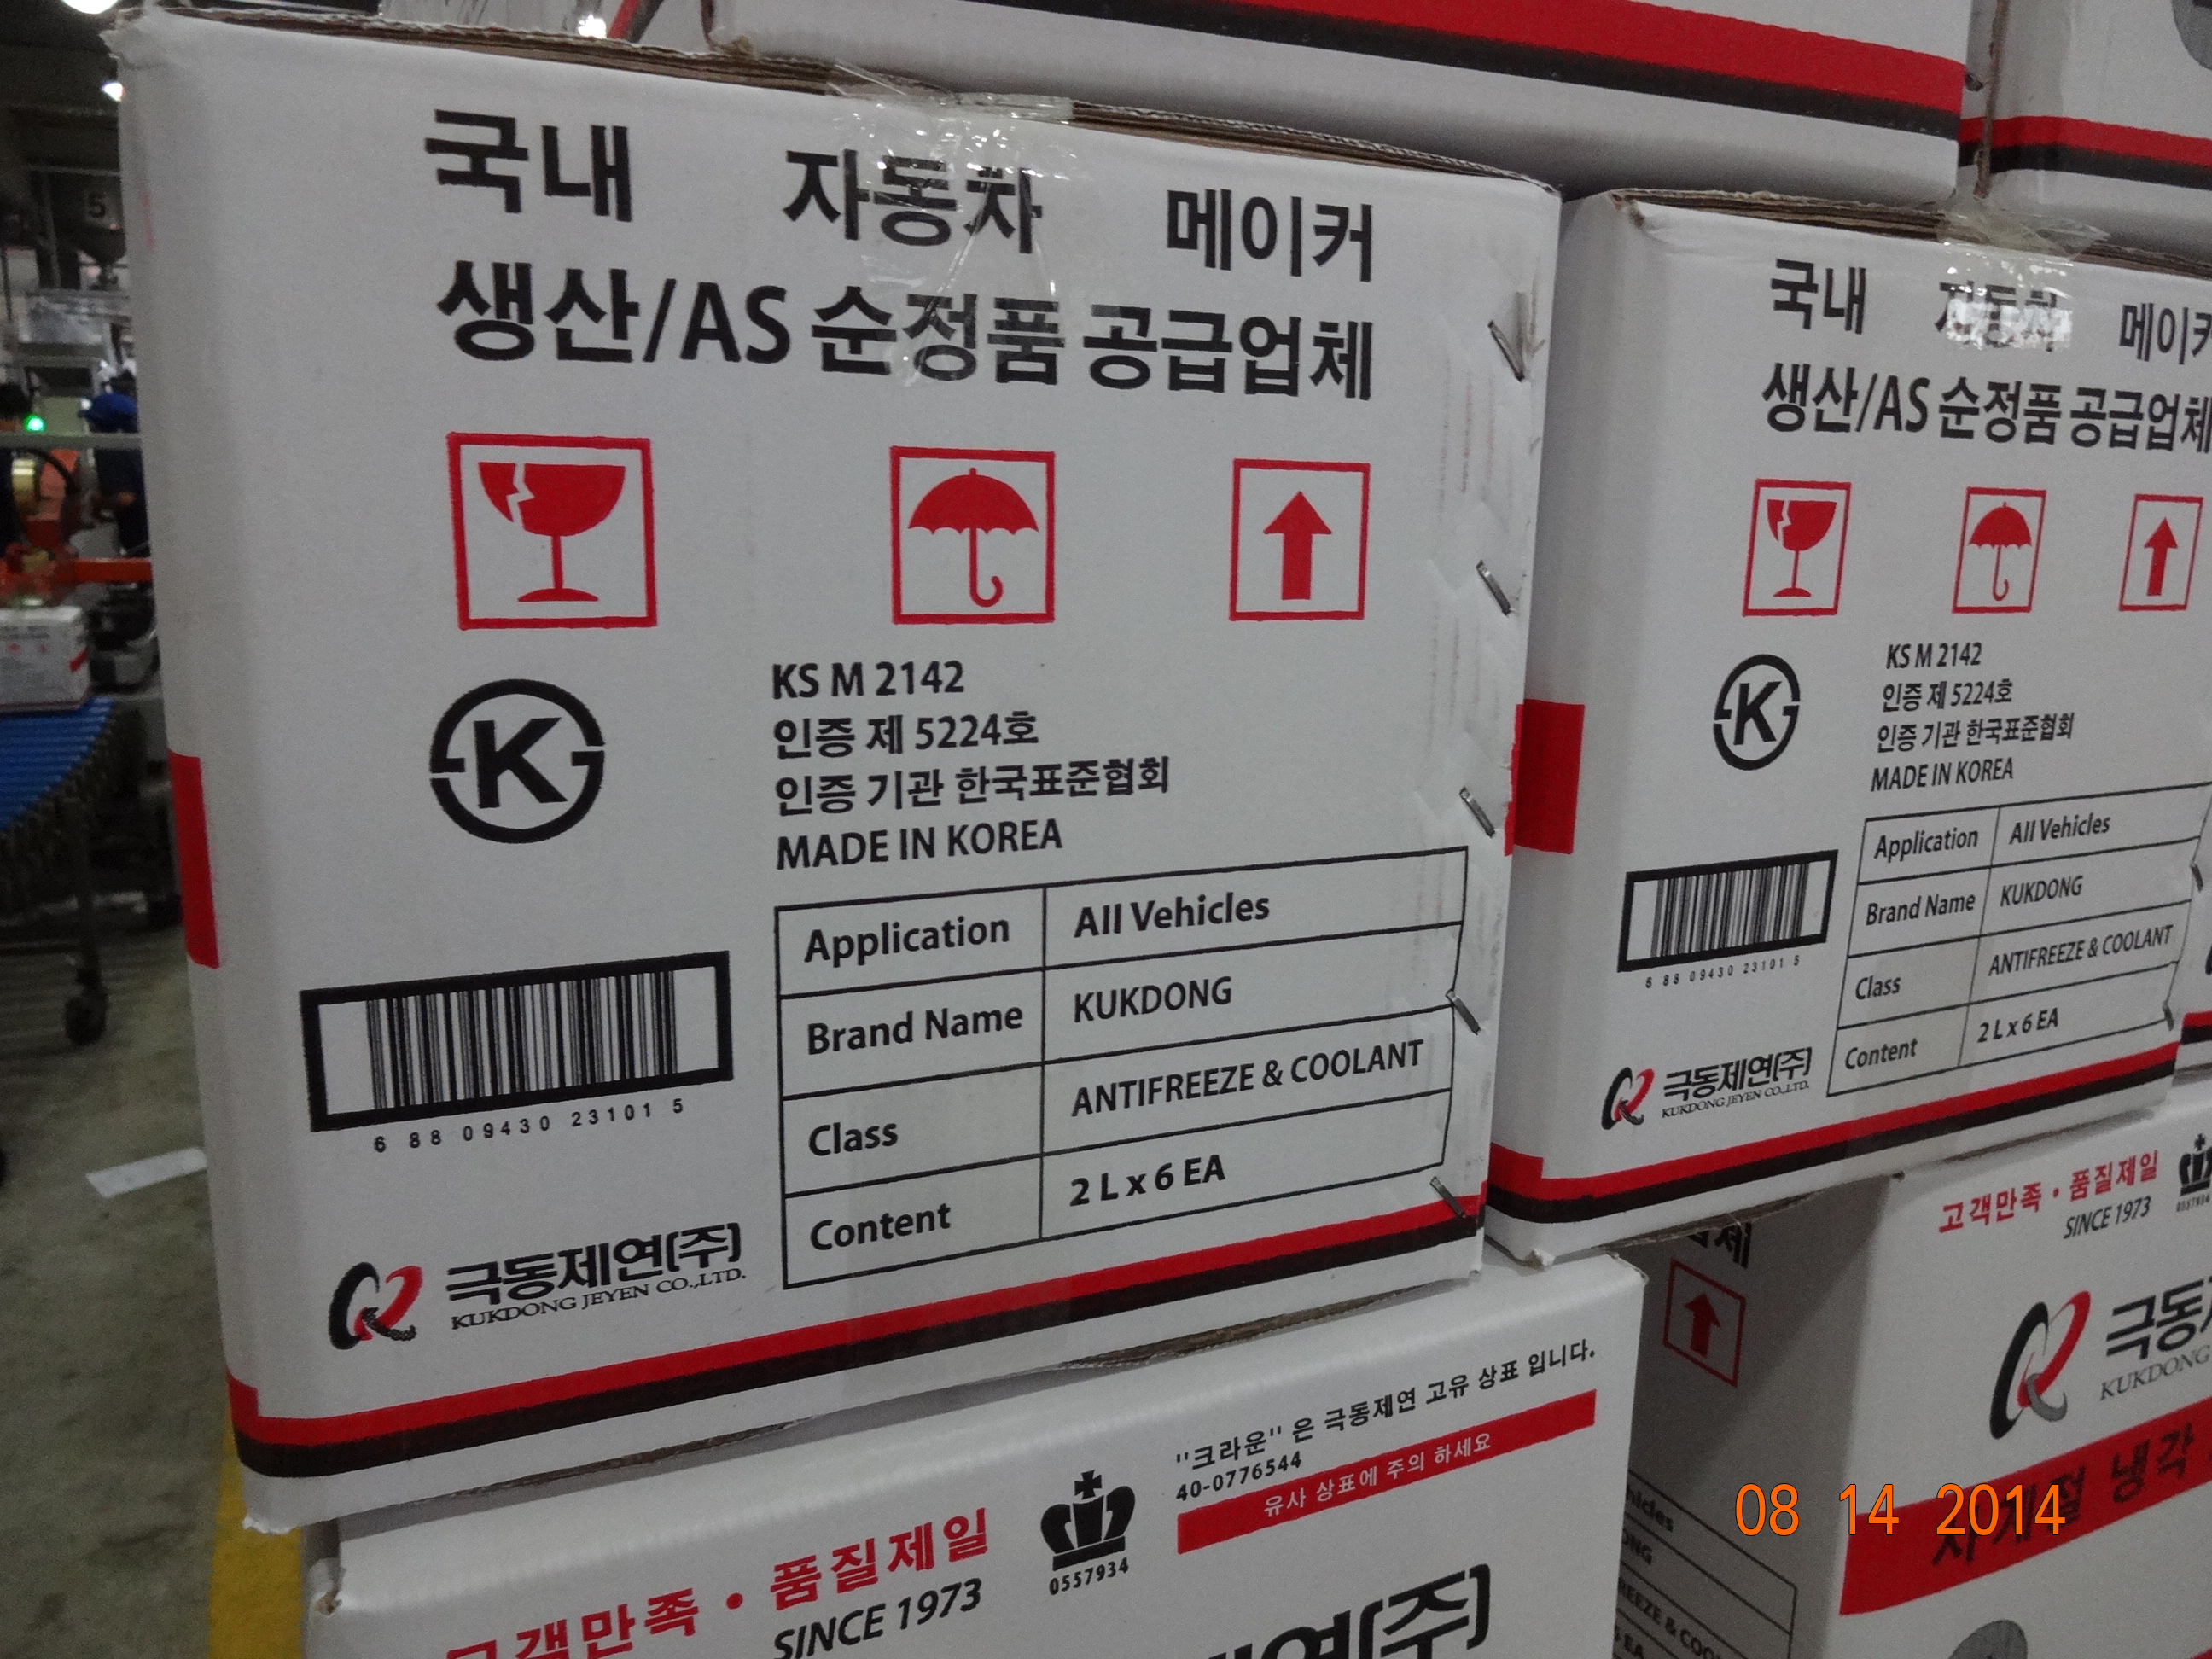 국내 자동차 메이커
생산/AS 순정품 공급업체
KS M 2142
인증 제 5224호
인증 기관 한국표준협회
MADE IN KOREA
Application All Vehicles
Brand Name KUKDONG
Class ANTIFREEZE & COOLANT
Content 2 L x 6 EA
6 88 09430 23101 5
극동제연(주)
KUKDONG JEYEN CO.,LTD.
국내 자동차 메이커
생산/AS 순정품 공급업체
KS M 2142
인증 제 5224호
인증 기관 한국표준협회
MADE IN KOREA
Application All Vehicles
Brand Name KUKDONG
Class ANTIFREEZE & COOLANT
Content 2 L x 6 EA
6 88 09430 23101 5
극동제연(주)
KUKDONG JEYEN CO.,LTD.
"크라운" 은 극동제연 고유 상표 입니다.
40-0776544
유사 상표에 주의 하세요
고객만족 · 품질제일
SINCE 1973
0557934
고객만족 · 품질제일
SINCE 1973
극동
KUKDONG
사계절 냉각
5
08 14 2014